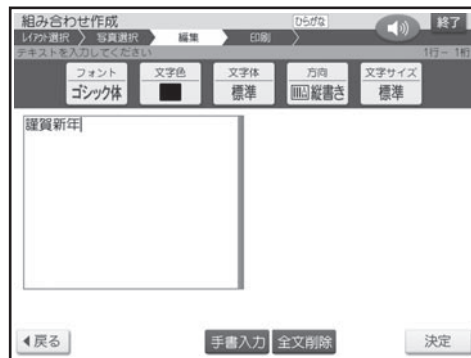 組み合わせ作成 ひらがな 終了
レイアウト選択 写真選択 編集 印刷
テキストを入力してください 1行- 1桁
フォント 文字色 文字体 方向 文字サイズ
ゴシック体 標準 縦書き 標準
謹賀新年
戻る 手書入力 全文削除 決定